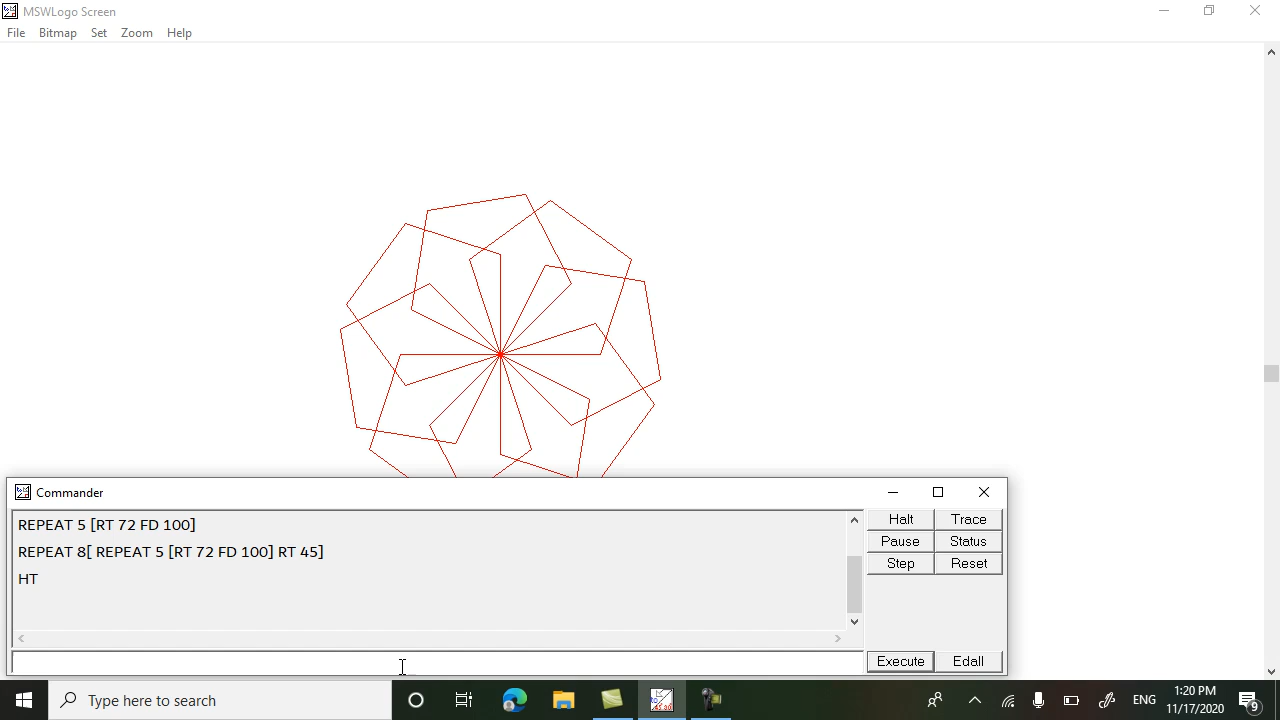 MSWLogo Screen
File Bitmap Set Zoom Help
Commander
REPEAT 5 [RT 72 FD 100]
REPEAT 8[ REPEAT 5 [RT 72 FD 100] RT 45]
HT
Halt Trace
Pause Status
Step Reset
Execute Edall
Type here to search
ENG
1:20 PM
11/17/2020
9